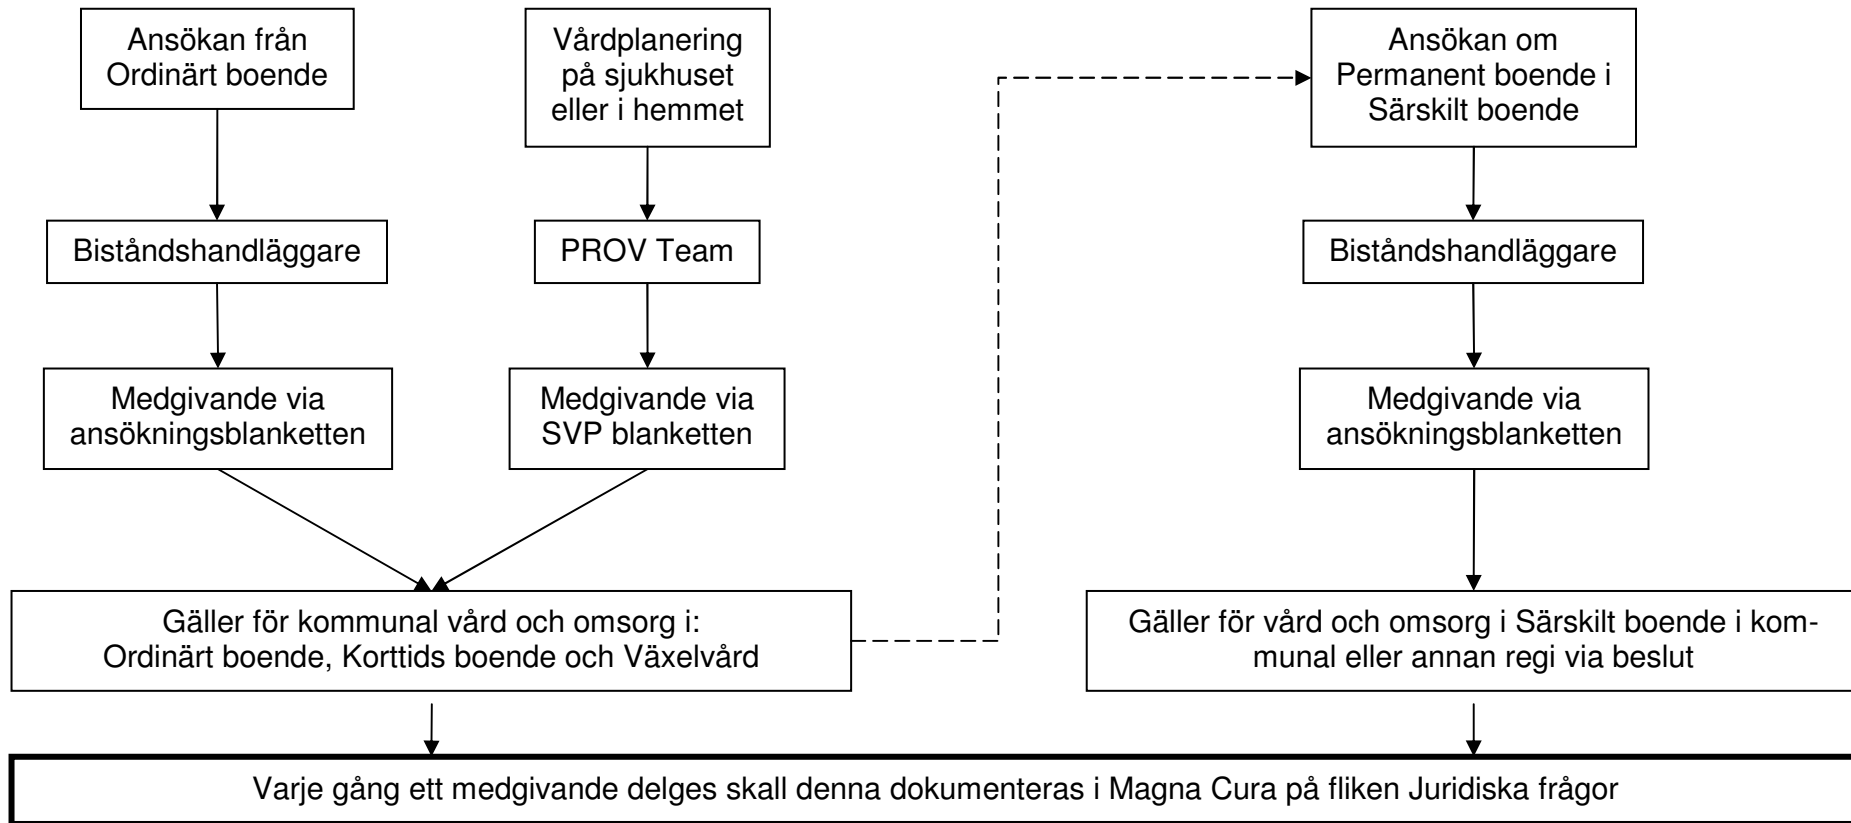 Ansökan från
Ordinärt boende
Vårdplanering
på sjukhuset
eller i hemmet
Ansökan om
Permanent boende i
Särskilt boende
Biståndshandläggare
PROV Team
Biståndshandläggare
Medgivande via
ansökningsblanketten
Medgivande via
SVP blanketten
Medgivande via
ansökningsblanketten
Gäller för kommunal vård och omsorg i:
Ordinärt boende, Korttids boende och Växelvård
Gäller för vård och omsorg i Särskilt boende i kom-
munal eller annan regi via beslut
Varje gång ett medgivande delges skall denna dokumenteras i Magna Cura på fliken Juridiska frågor